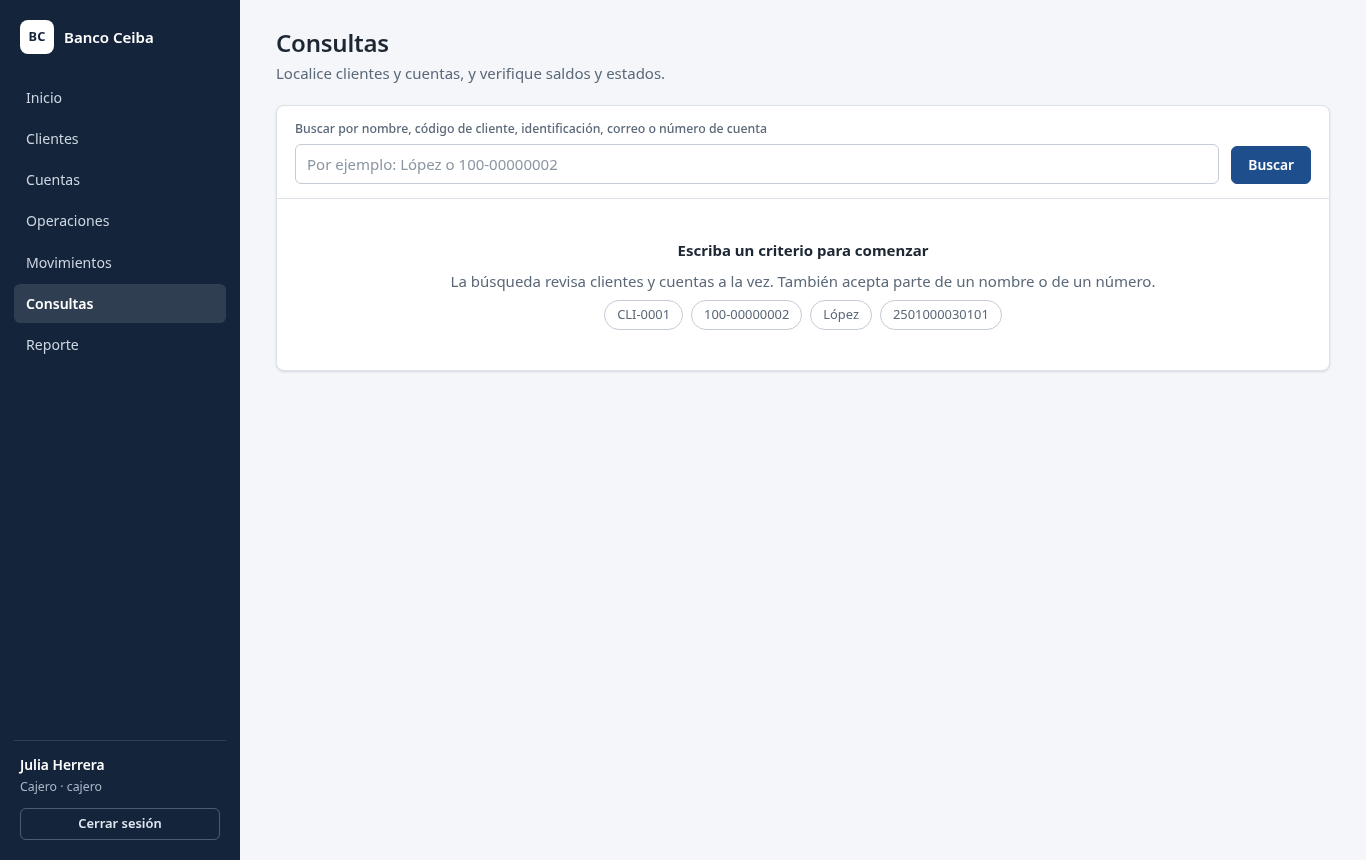 BC
Banco Ceiba
Inicio
Clientes
Cuentas
Operaciones
Movimientos
Consultas
Reporte
Julia Herrera
Cajero · cajero
Cerrar sesión
Consultas
Localice clientes y cuentas, y verifique saldos y estados.
Buscar por nombre, código de cliente, identificación, correo o número de cuenta
Por ejemplo: López o 100-00000002
Buscar
Escriba un criterio para comenzar
La búsqueda revisa clientes y cuentas a la vez. También acepta parte de un nombre o de un número.
CLI-0001
100-00000002
López
2501000030101